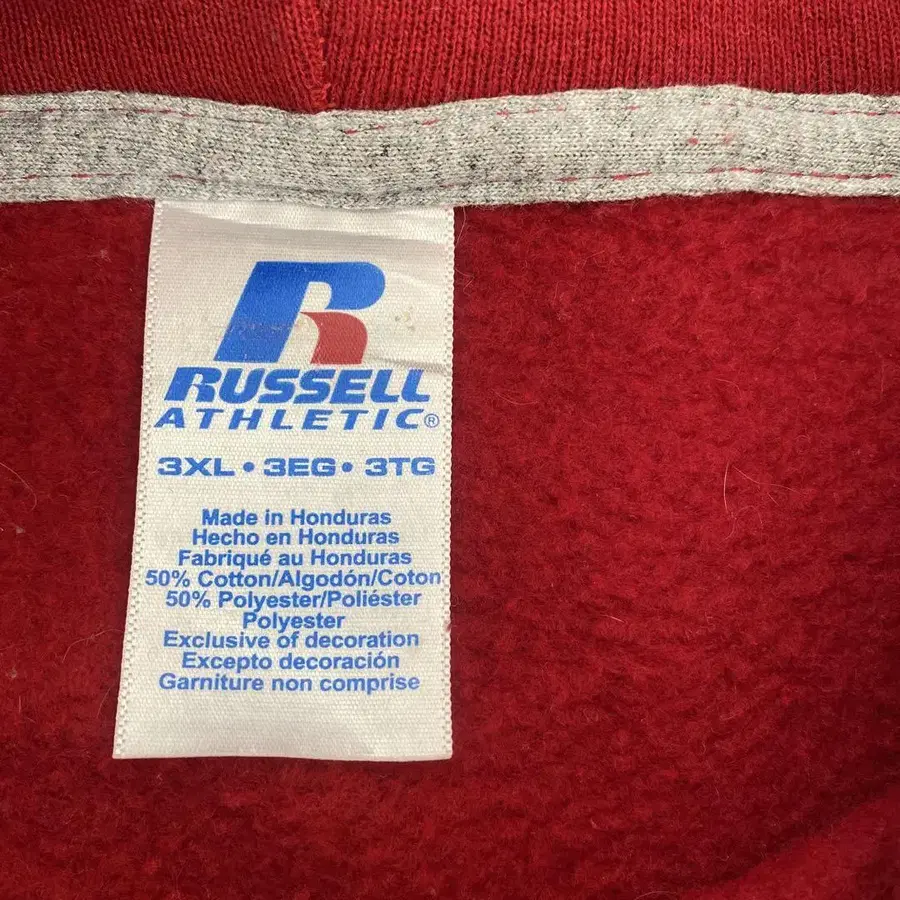 R
RUSSELL
ATHLETIC®
3XL • 3EG • 3TG
Made in Honduras
Hecho en Honduras
Fabriqué au Honduras
50% Cotton/Algodón/Coton
50% Polyester/Poliéster
Polyester
Exclusive of decoration
Excepto decoración
Garniture non comprise